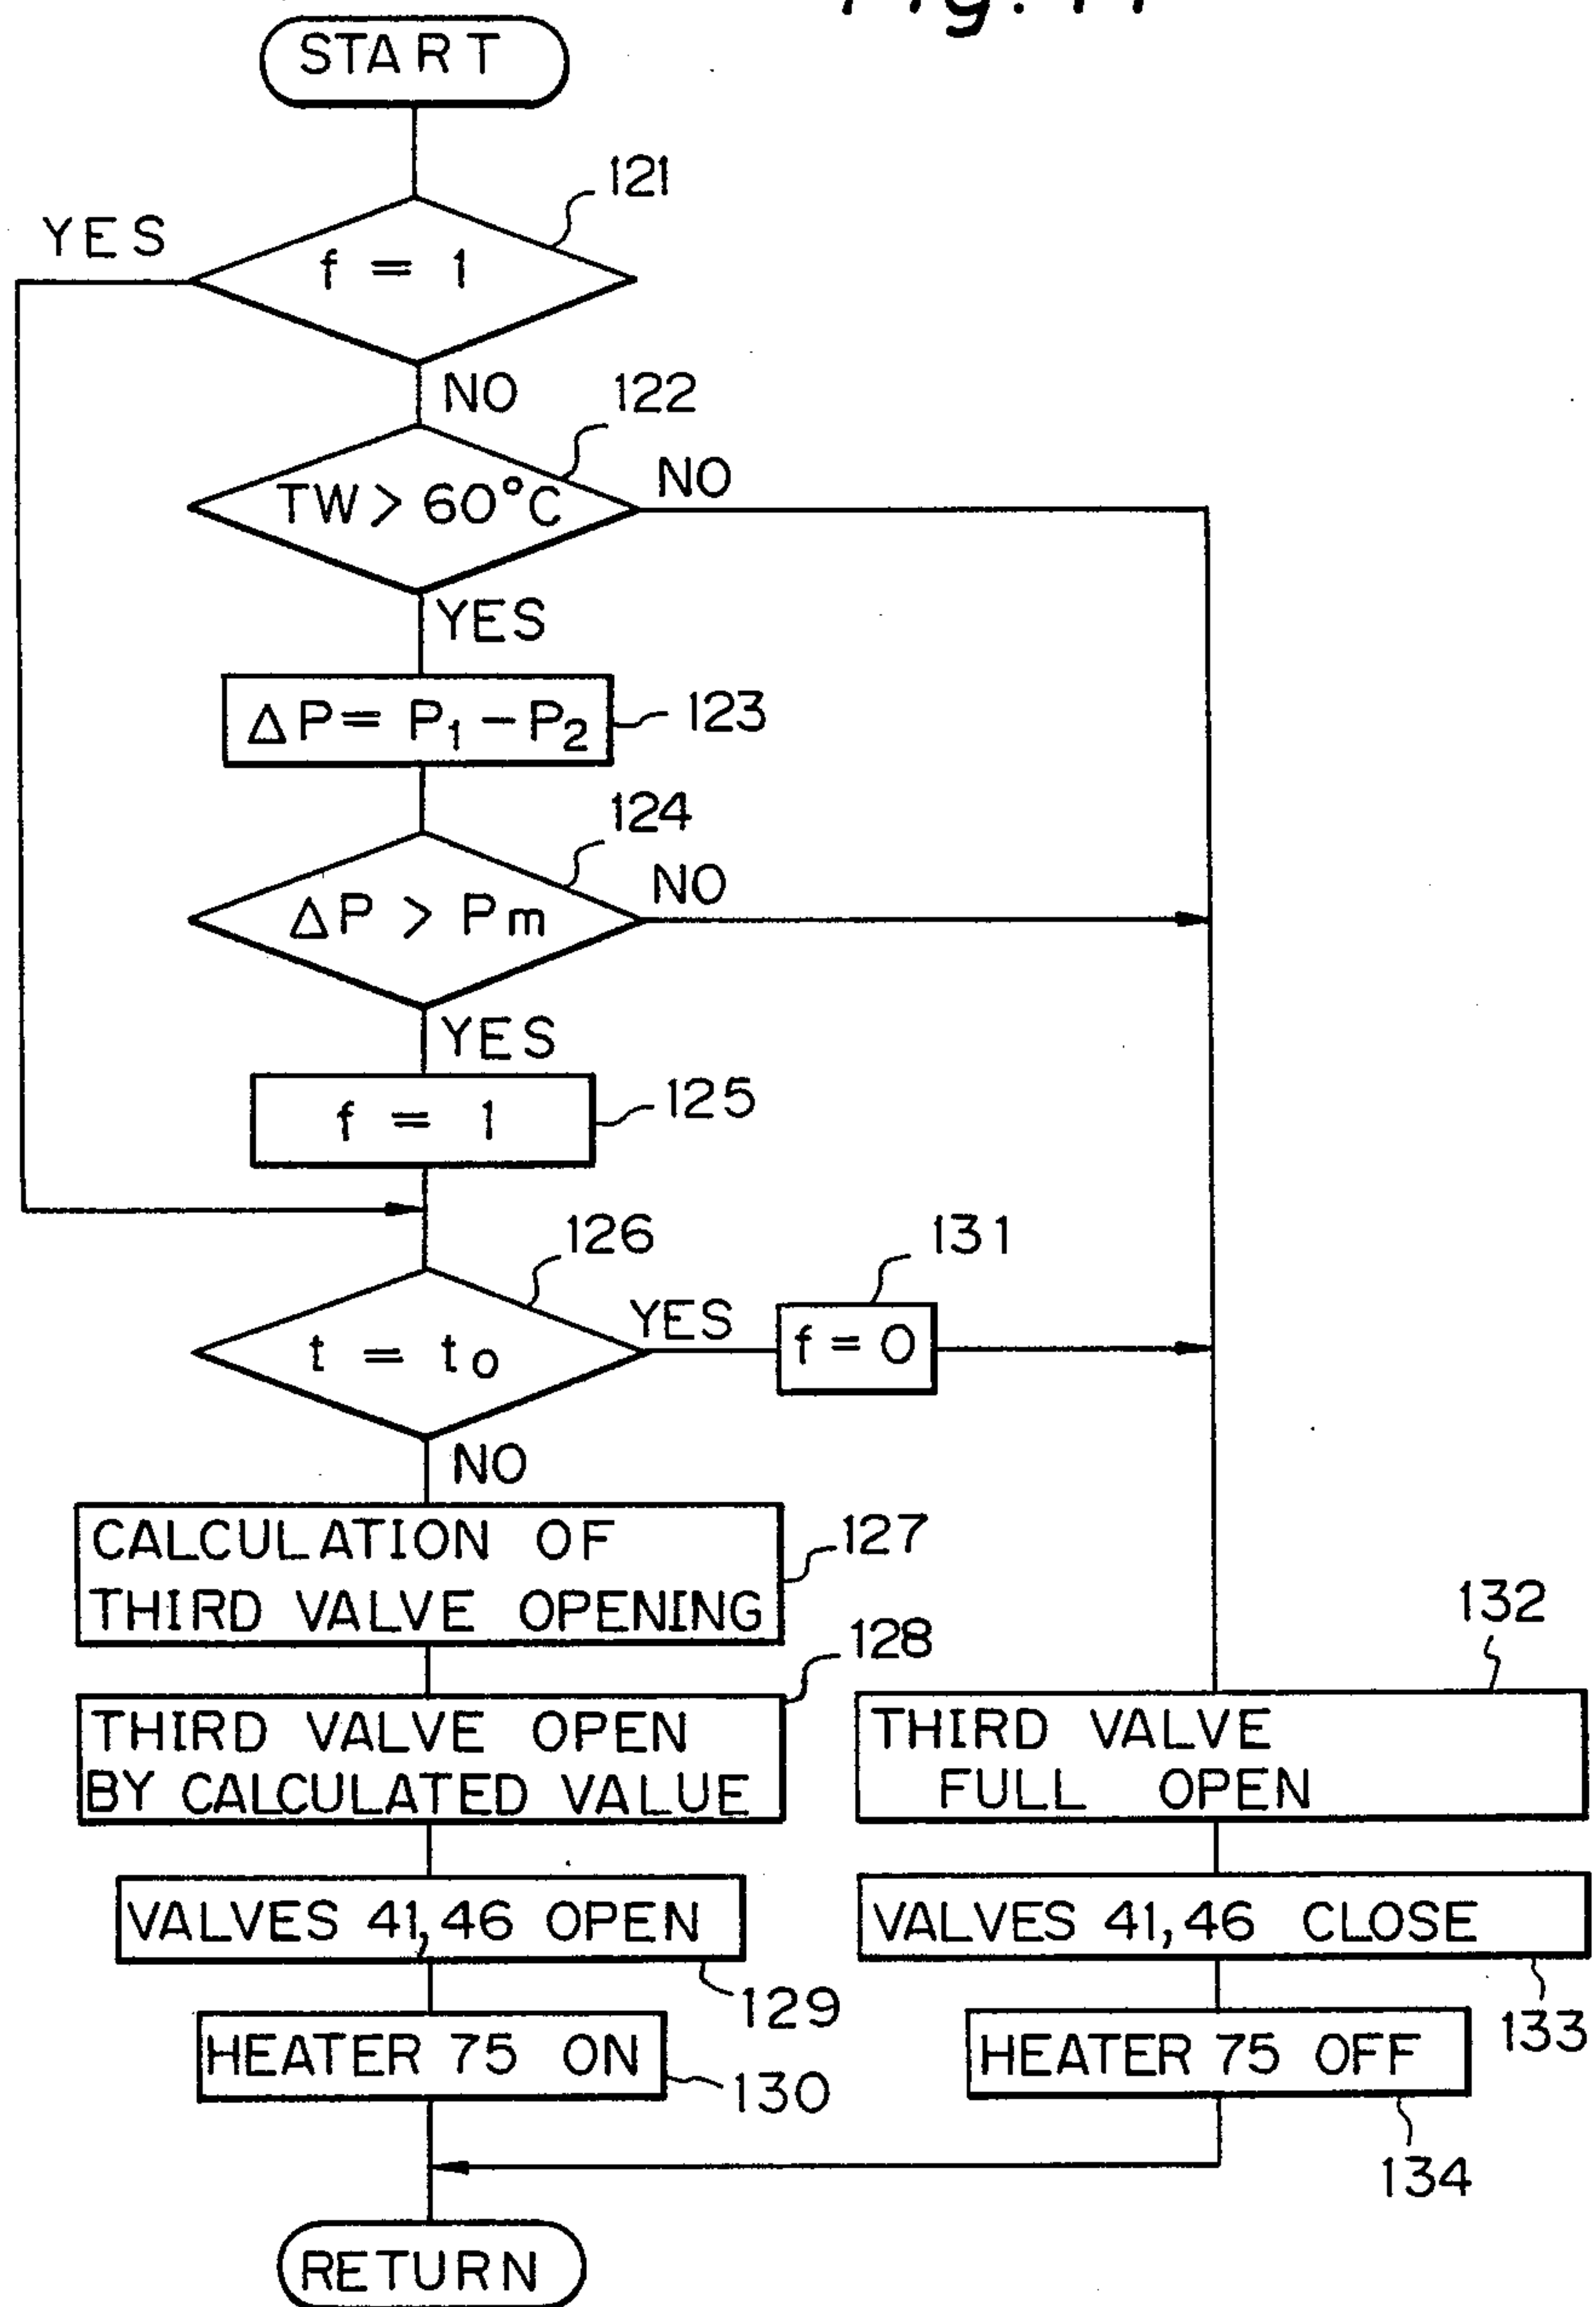 START
121
YES
f = 1
NO
122
TW > 60°C
NO
YES
ΔP = P₁ − P₂
123
124
ΔP > Pm
NO
YES
f = 1
125
126
131
t = to
YES
f = 0
NO
CALCULATION OF
THIRD VALVE OPENING
127
128
132
THIRD VALVE OPEN
BY CALCULATED VALUE
THIRD VALVE
FULL OPEN
VALVES 41,46 OPEN
129
VALVES 41,46 CLOSE
133
HEATER 75 ON
130
HEATER 75 OFF
134
RETURN